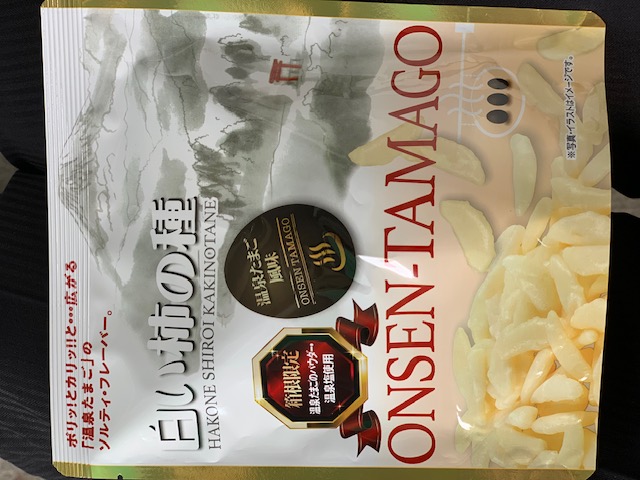 ポリッ!とカリッ!!と•••広がる
「温泉たまご」の
ソルティ・フレーバー。
白い柿の種
HAKONE SHIROI KAKINOTANE
温泉たまご
風味
ONSEN TAMAGO
箱根限定
温泉たまごのパウダー・
温泉塩使用
ONSEN-TAMAGO
※写真・イラストはイメージです。